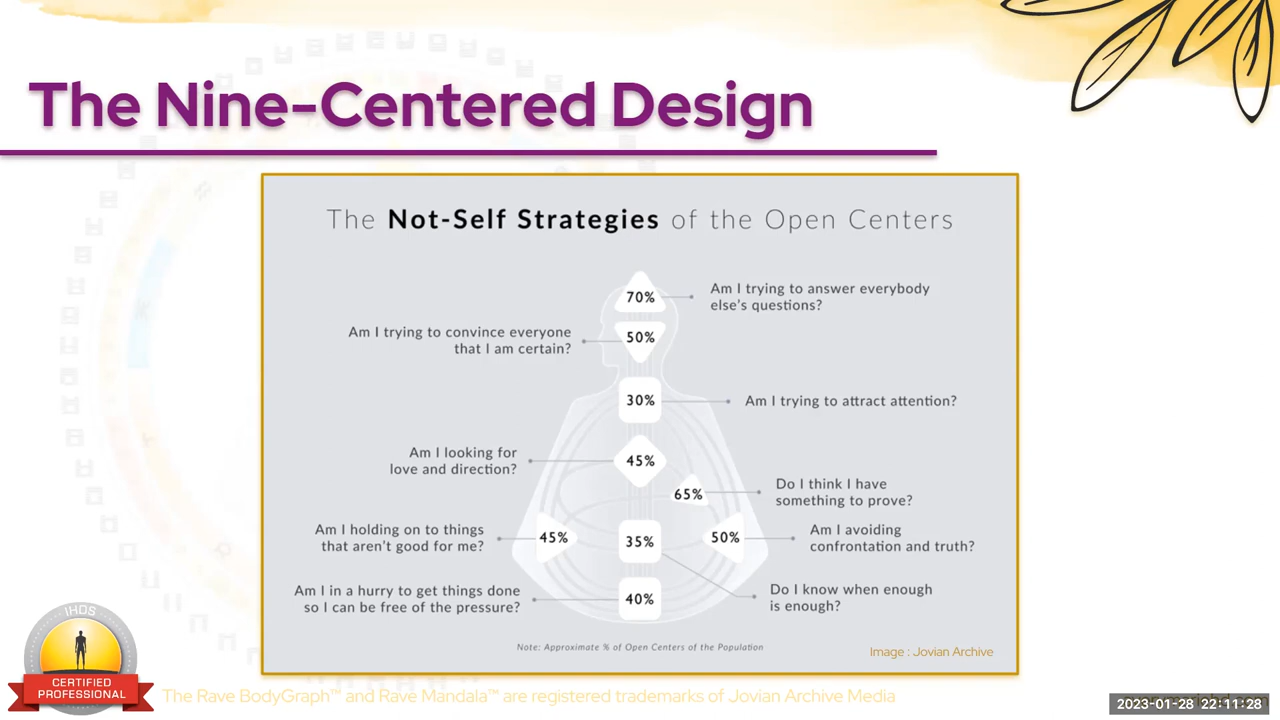 The Nine-Centered Design
The Not-Self Strategies of the Open Centers
70%
Am I trying to answer everybody
else's questions?
Am I trying to convince everyone
that I am certain?
50%
30%
Am I trying to attract attention?
Am I looking for
love and direction?
45%
65%
Do I think I have
something to prove?
Am I holding on to things
that aren't good for me?
45%
35%
50%
Am I avoiding
confrontation and truth?
Am I in a hurry to get things done
so I can be free of the pressure?
40%
Do I know when enough
is enough?
Note: Approximate % of Open Centers of the Population
Image : Jovian Archive
IHDS
CERTIFIED
PROFESSIONAL
The Rave BodyGraph™ and Rave Mandala™ are registered trademarks of Jovian Archive Media
2023-01-28 22:11:28